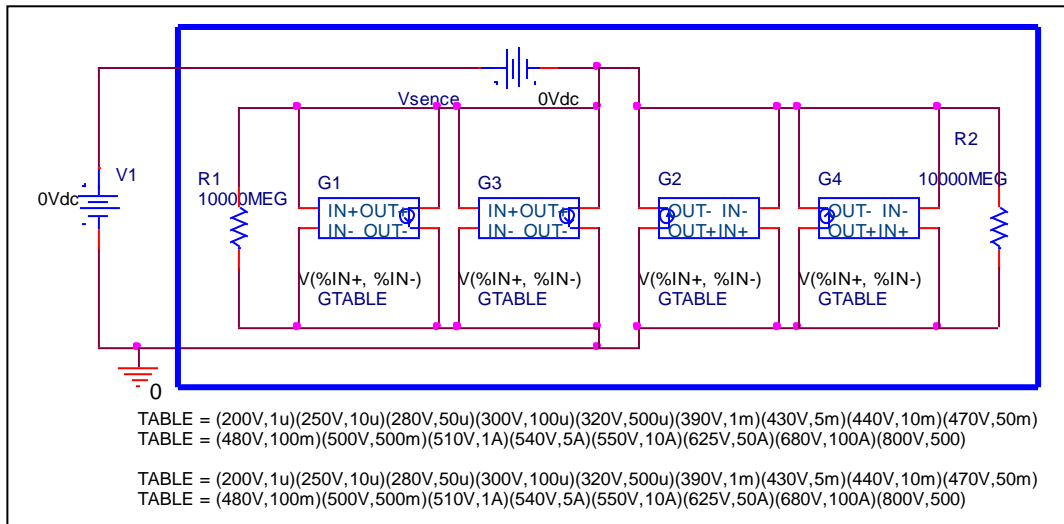 Vsence
0Vdc
V1
0Vdc
R1
10000MEG
G1
IN+OUT+
IN- OUT-
V(%IN+, %IN-)
GTABLE
G3
IN+OUT+
IN- OUT-
V(%IN+, %IN-)
GTABLE
G2
OUT- IN-
OUT+IN+
V(%IN+, %IN-)
GTABLE
G4
OUT- IN-
OUT+IN+
V(%IN+, %IN-)
GTABLE
R2
10000MEG
0
TABLE = (200V,1u)(250V,10u)(280V,50u)(300V,100u)(320V,500u)(390V,1m)(430V,5m)(440V,10m)(470V,50m)
TABLE = (480V,100m)(500V,500m)(510V,1A)(540V,5A)(550V,10A)(625V,50A)(680V,100A)(800V,500)
TABLE = (200V,1u)(250V,10u)(280V,50u)(300V,100u)(320V,500u)(390V,1m)(430V,5m)(440V,10m)(470V,50m)
TABLE = (480V,100m)(500V,500m)(510V,1A)(540V,5A)(550V,10A)(625V,50A)(680V,100A)(800V,500)